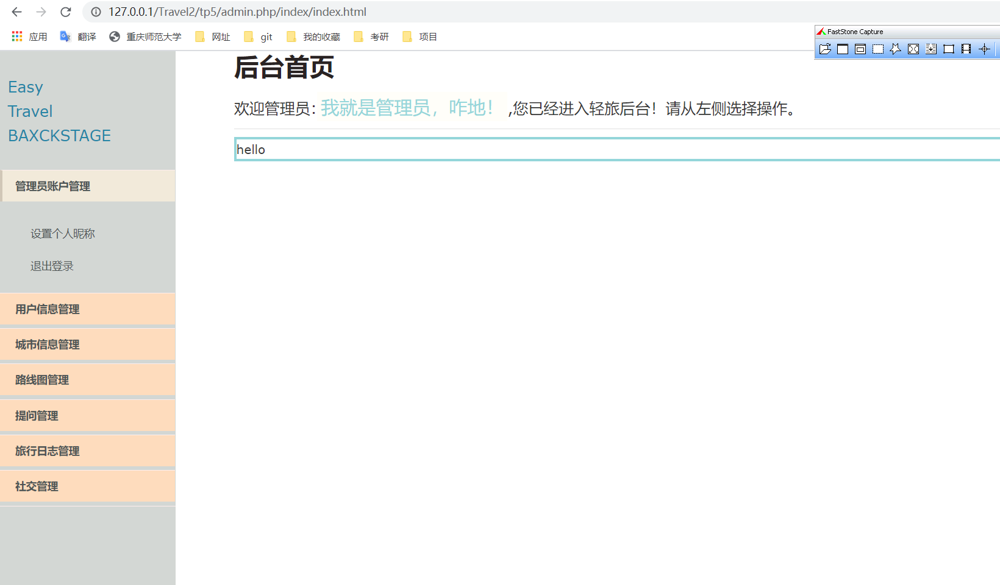 127.0.0.1/Travel2/tp5/admin.php/index/index.html
应用 翻译 重庆师范大学 网址 git 我的收藏 考研 项目
FastStone Capture
Easy
Travel
BAXCKSTAGE
管理员账户管理
设置个人昵称
退出登录
用户信息管理
城市信息管理
路线图管理
提问管理
旅行日志管理
社交管理
后台首页
欢迎管理员: 我就是管理员，咋地！ ,您已经进入轻旅后台！请从左侧选择操作。
hello